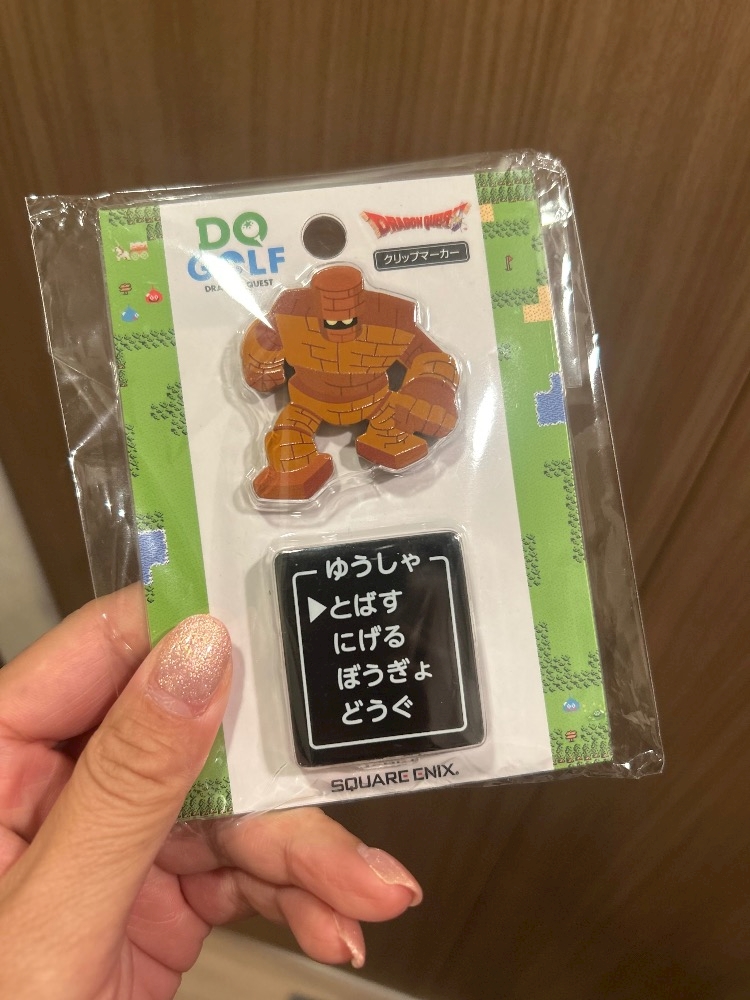 DQ
GOLF
DRAGON QUEST
DRAGON QUEST
クリップマーカー
ゆうしゃ
▶とばす
にげる
ぼうぎょ
どうぐ
SQUARE ENIX®